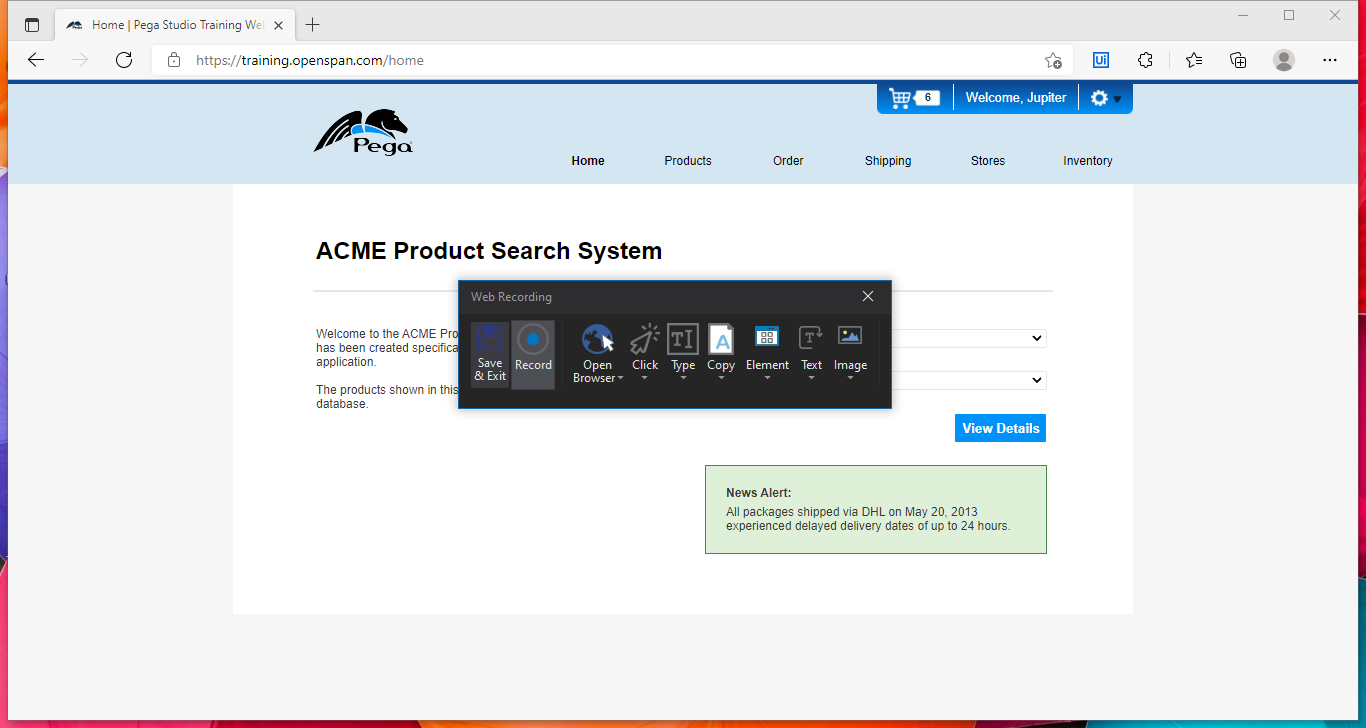 Home | Pega Studio Training We
https://training.openspan.com/home
Ui
6
Welcome, Jupiter
Pega
Home
Products
Order
Shipping
Stores
Inventory
ACME Product Search System
Web Recording
Welcome to the ACME Pro
has been created specifica
application.
The products shown in this
database.
Save
& Exit
Record
Open
Browser
Click
Type
Copy
Element
Text
Image
View Details
News Alert:
All packages shipped via DHL on May 20, 2013
experienced delayed delivery dates of up to 24 hours.